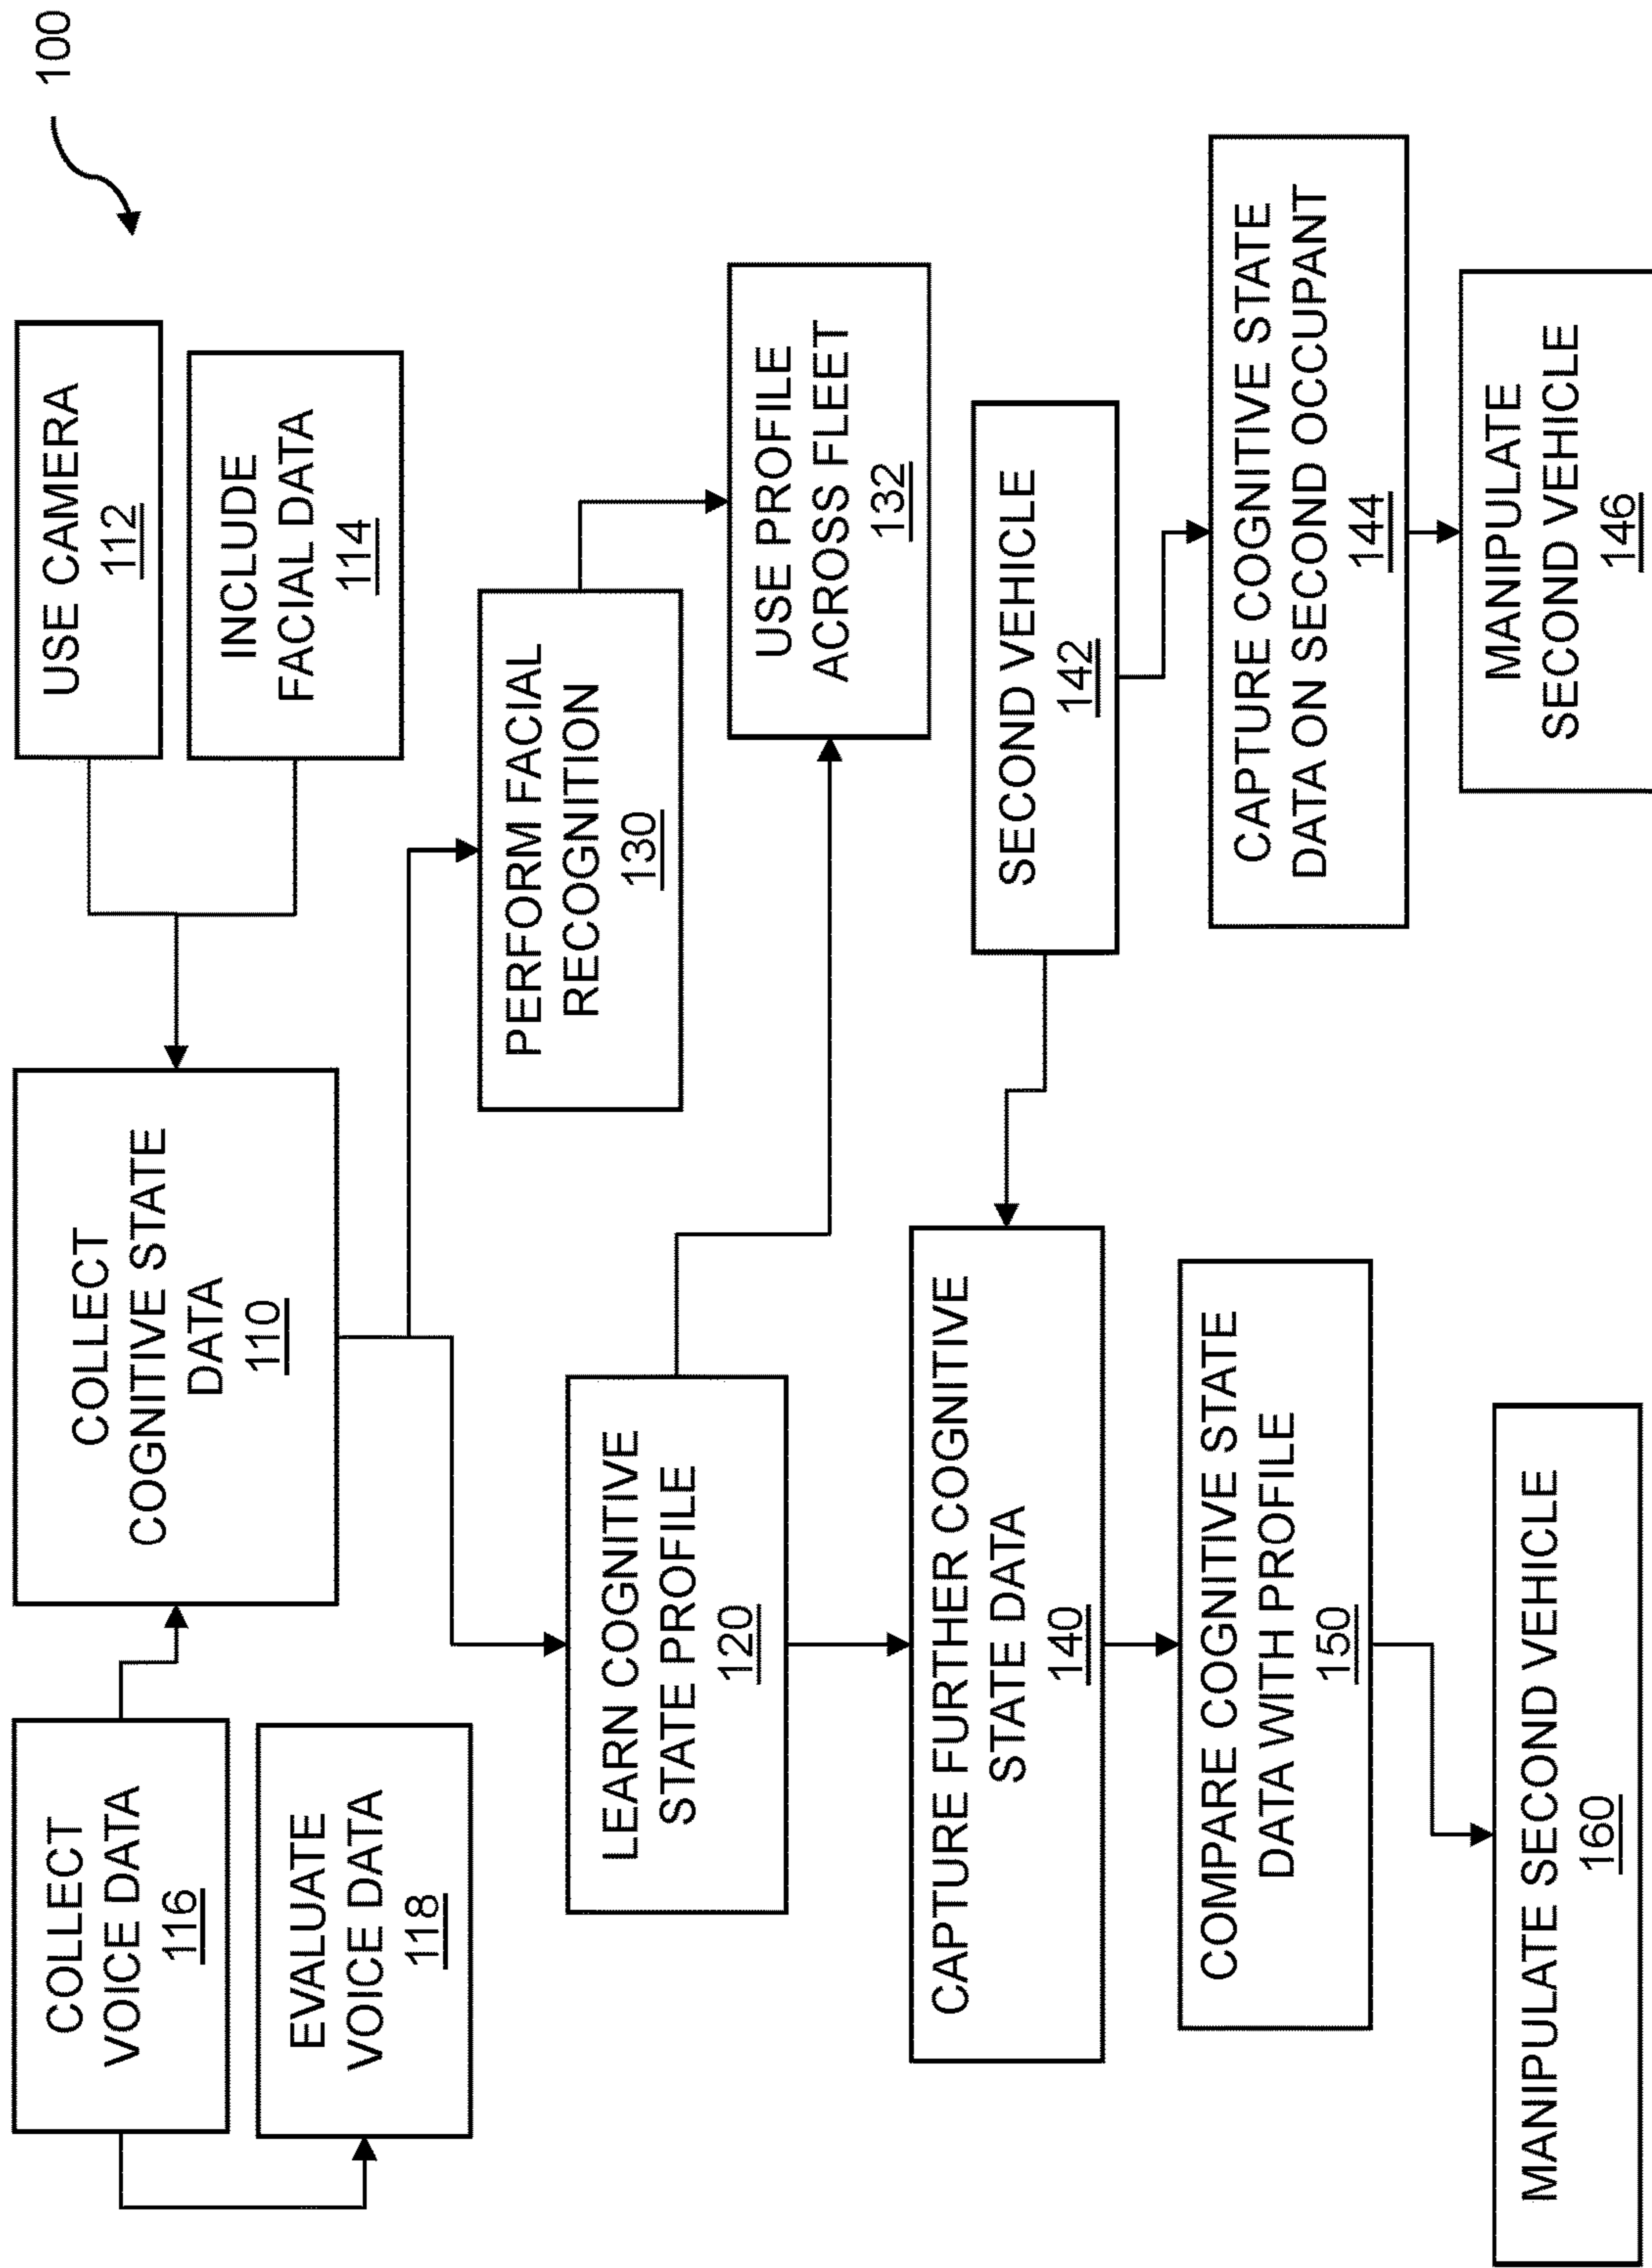 100
COLLECT
VOICE DATA
116
EVALUATE
VOICE DATA
118
COLLECT
COGNITIVE STATE
DATA
110
USE CAMERA
112
INCLUDE
FACIAL DATA
114
PERFORM FACIAL
RECOGNITION
130
LEARN COGNITIVE
STATE PROFILE
120
USE PROFILE
ACROSS FLEET
132
CAPTURE FURTHER COGNITIVE
STATE DATA
140
SECOND VEHICLE
142
COMPARE COGNITIVE STATE
DATA WITH PROFILE
150
CAPTURE COGNITIVE STATE
DATA ON SECOND OCCUPANT
144
MANIPULATE SECOND VEHICLE
160
MANIPULATE
SECOND VEHICLE
146